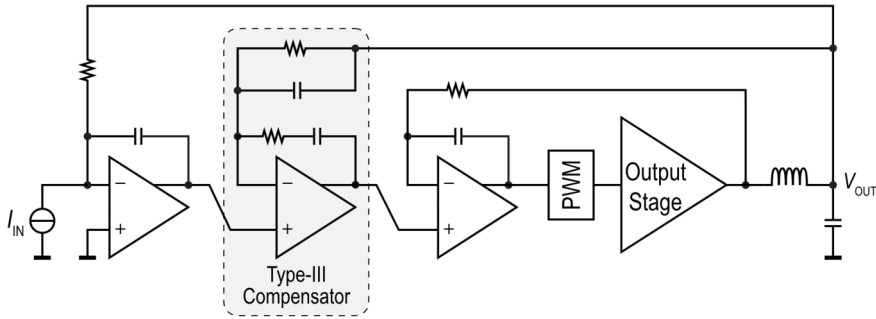 I_IN
−
+
−
+
−
+
PWM
Output
Stage
V_OUT
Type-III
Compensator